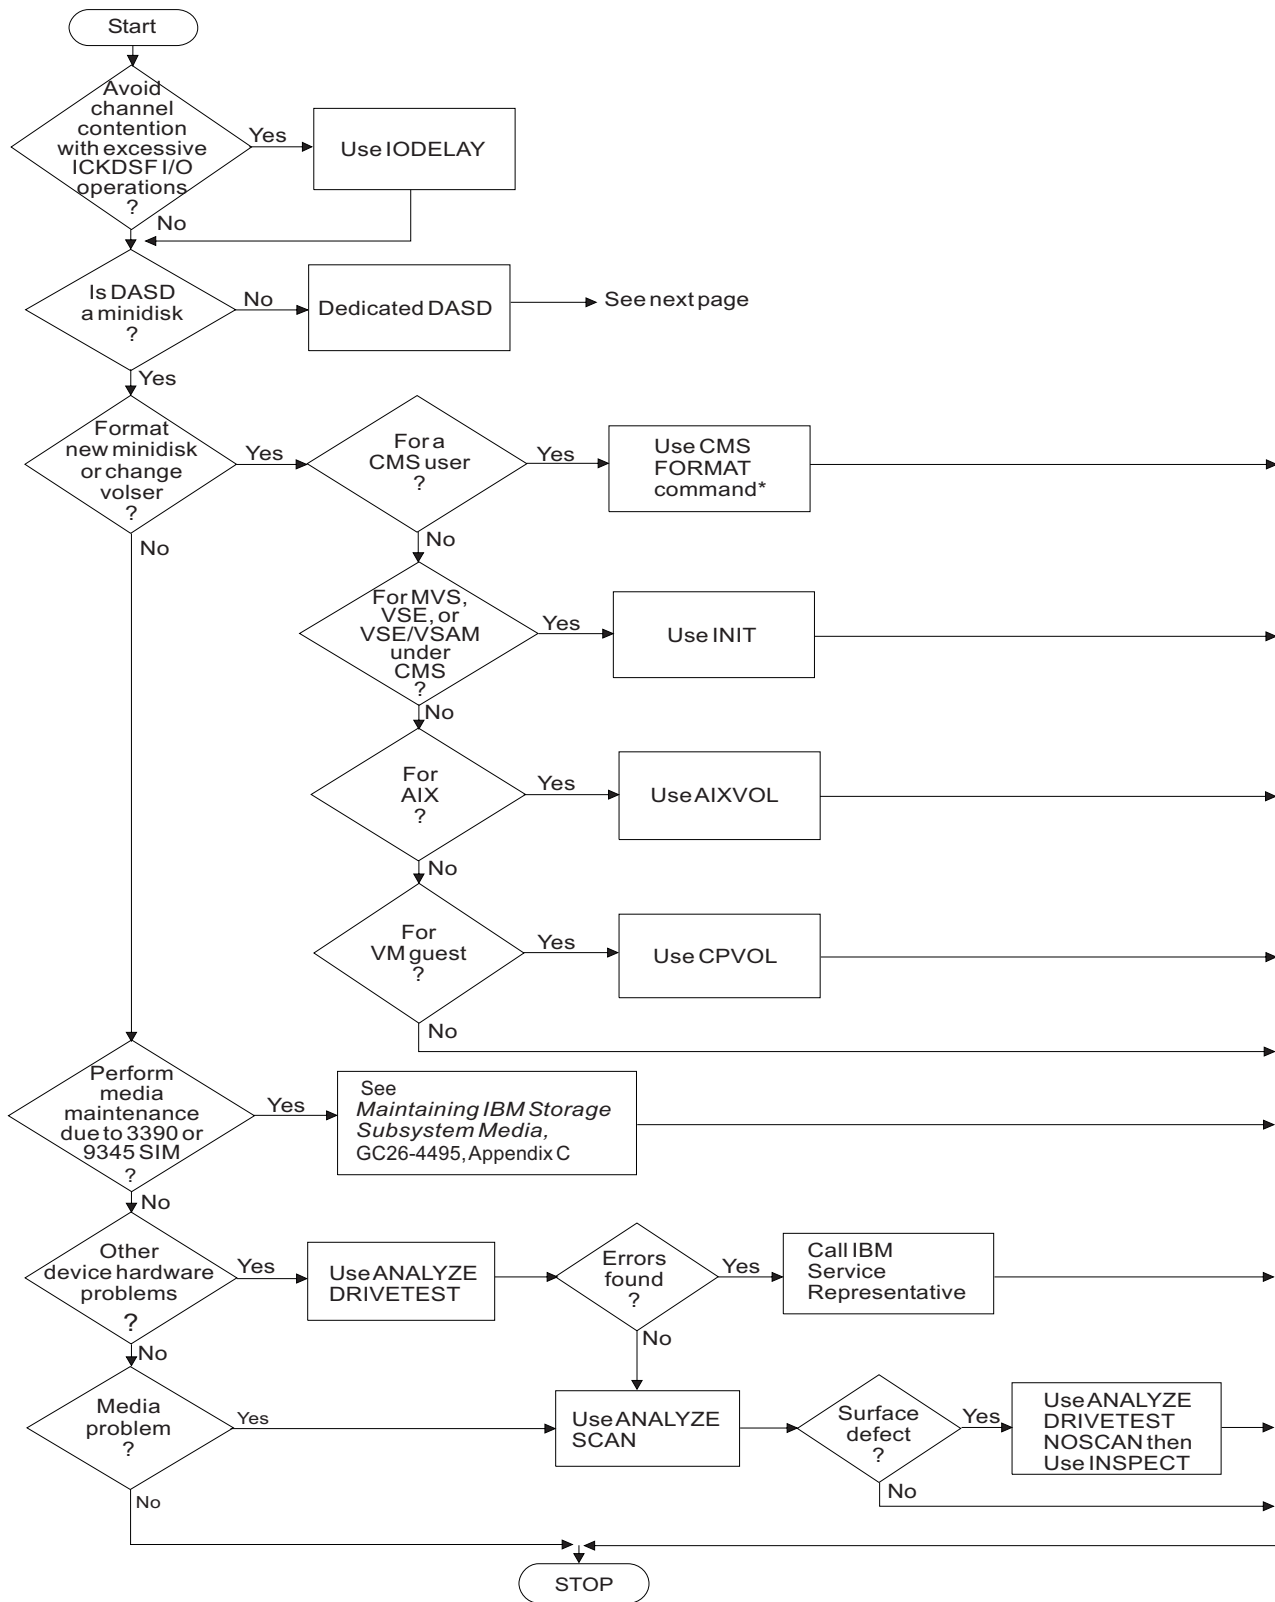 Start
Avoid
channel
contention
with excessive
ICKDSF I/O
operations
?
Yes
Use IODELAY
No
Is DASD
a minidisk
?
No
Dedicated DASD
See next page
Yes
Format
new minidisk
or change
volser
?
Yes
For a
CMS user
?
Yes
Use CMS
FORMAT
command*
No
No
For MVS,
VSE, or
VSE/VSAM
under
CMS
?
Yes
Use INIT
No
For
AIX
?
Yes
Use AIXVOL
No
For
VM guest
?
Yes
Use CPVOL
No
Perform
media
maintenance
due to 3390 or
9345 SIM
?
Yes
See
Maintaining IBM Storage
Subsystem Media,
GC26-4495, Appendix C
No
Other
device hardware
problems
?
Yes
Use ANALYZE
DRIVETEST
Errors
found
?
Yes
Call IBM
Service
Representative
No
No
Media
problem
?
Yes
Use ANALYZE
SCAN
Surface
defect
?
Yes
Use ANALYZE
DRIVETEST
NOSCAN then
Use INSPECT
No
No
STOP